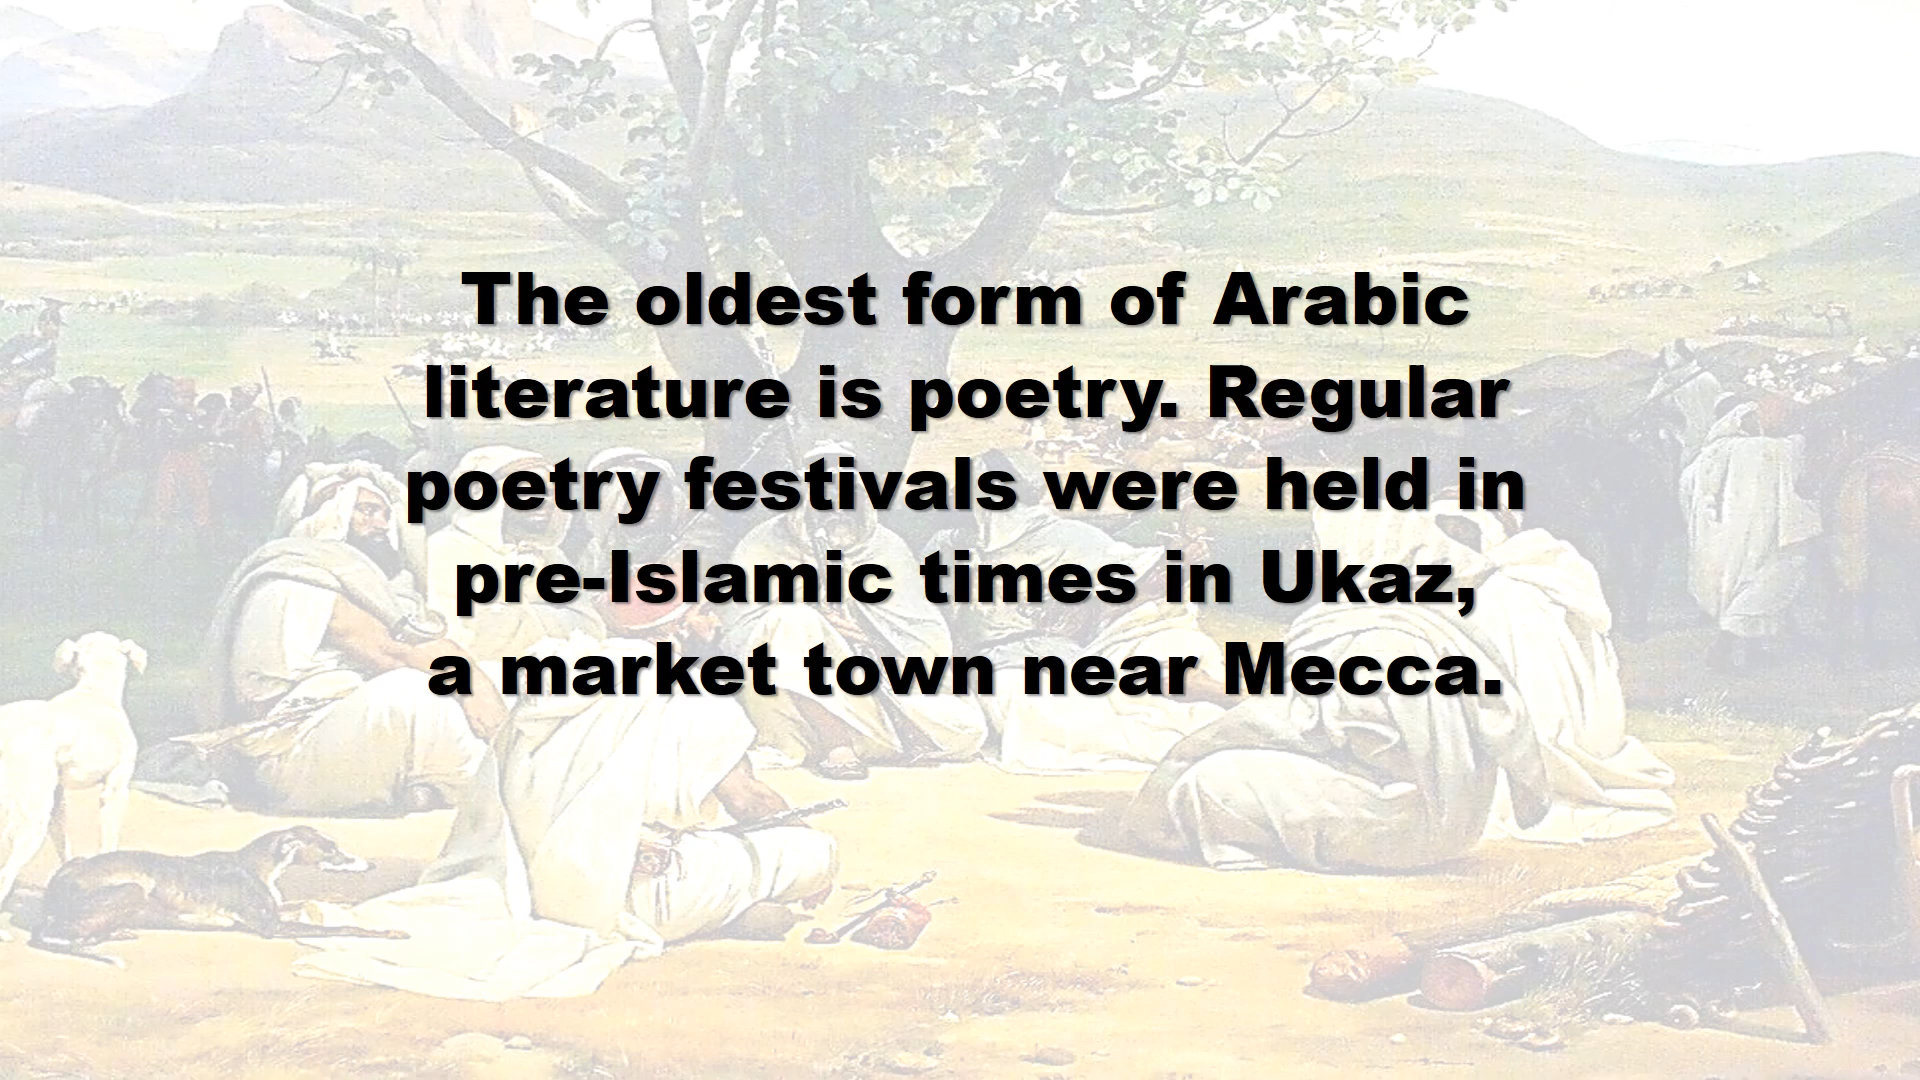 The oldest form of Arabic
literature is poetry. Regular
poetry festivals were held in
pre-Islamic times in Ukaz,
a market town near Mecca.